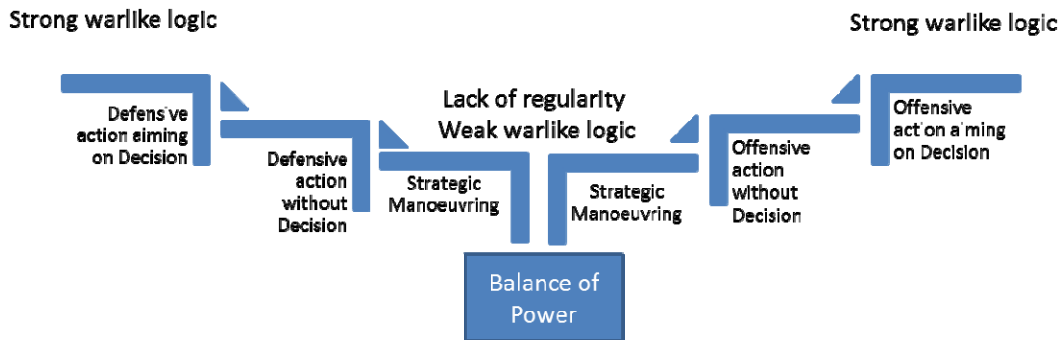 Strong warlike logic
Strong warlike logic
Defensive
action aiming
on Decision
Defensive
action
without
Decision
Lack of regularity
Weak warlike logic
Strategic
Manoeuvring
Strategic
Manoeuvring
Offensive
action
without
Decision
Offensive
action aiming
on Decision
Balance of
Power